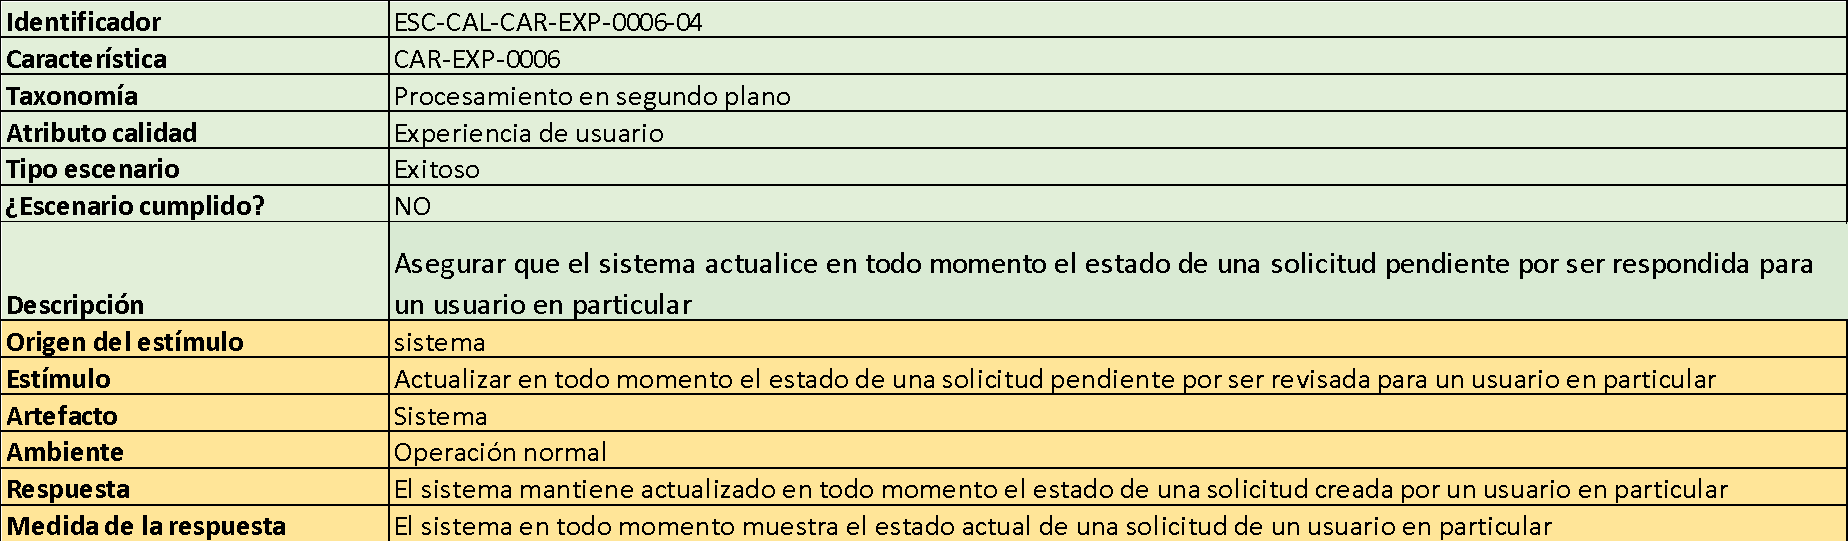 Identificador ESC-CAL-CAR-EXP-0006-04
Característica CAR-EXP-0006
Taxonomía Procesamiento en segundo plano
Atributo calidad Experiencia de usuario
Tipo escenario Exitoso
¿Escenario cumplido? NO
Asegurar que el sistema actualice en todo momento el estado de una solicitud pendiente por ser respondida para
Descripción un usuario en particular
Origen del estímulo sistema
Estímulo Actualizar en todo momento el estado de una solicitud pendiente por ser revisada para un usuario en particular
Artefacto Sistema
Ambiente Operación normal
Respuesta El sistema mantiene actualizado en todo momento el estado de una solicitud creada por un usuario en particular
Medida de la respuesta El sistema en todo momento muestra el estado actual de una solicitud de un usuario en particular